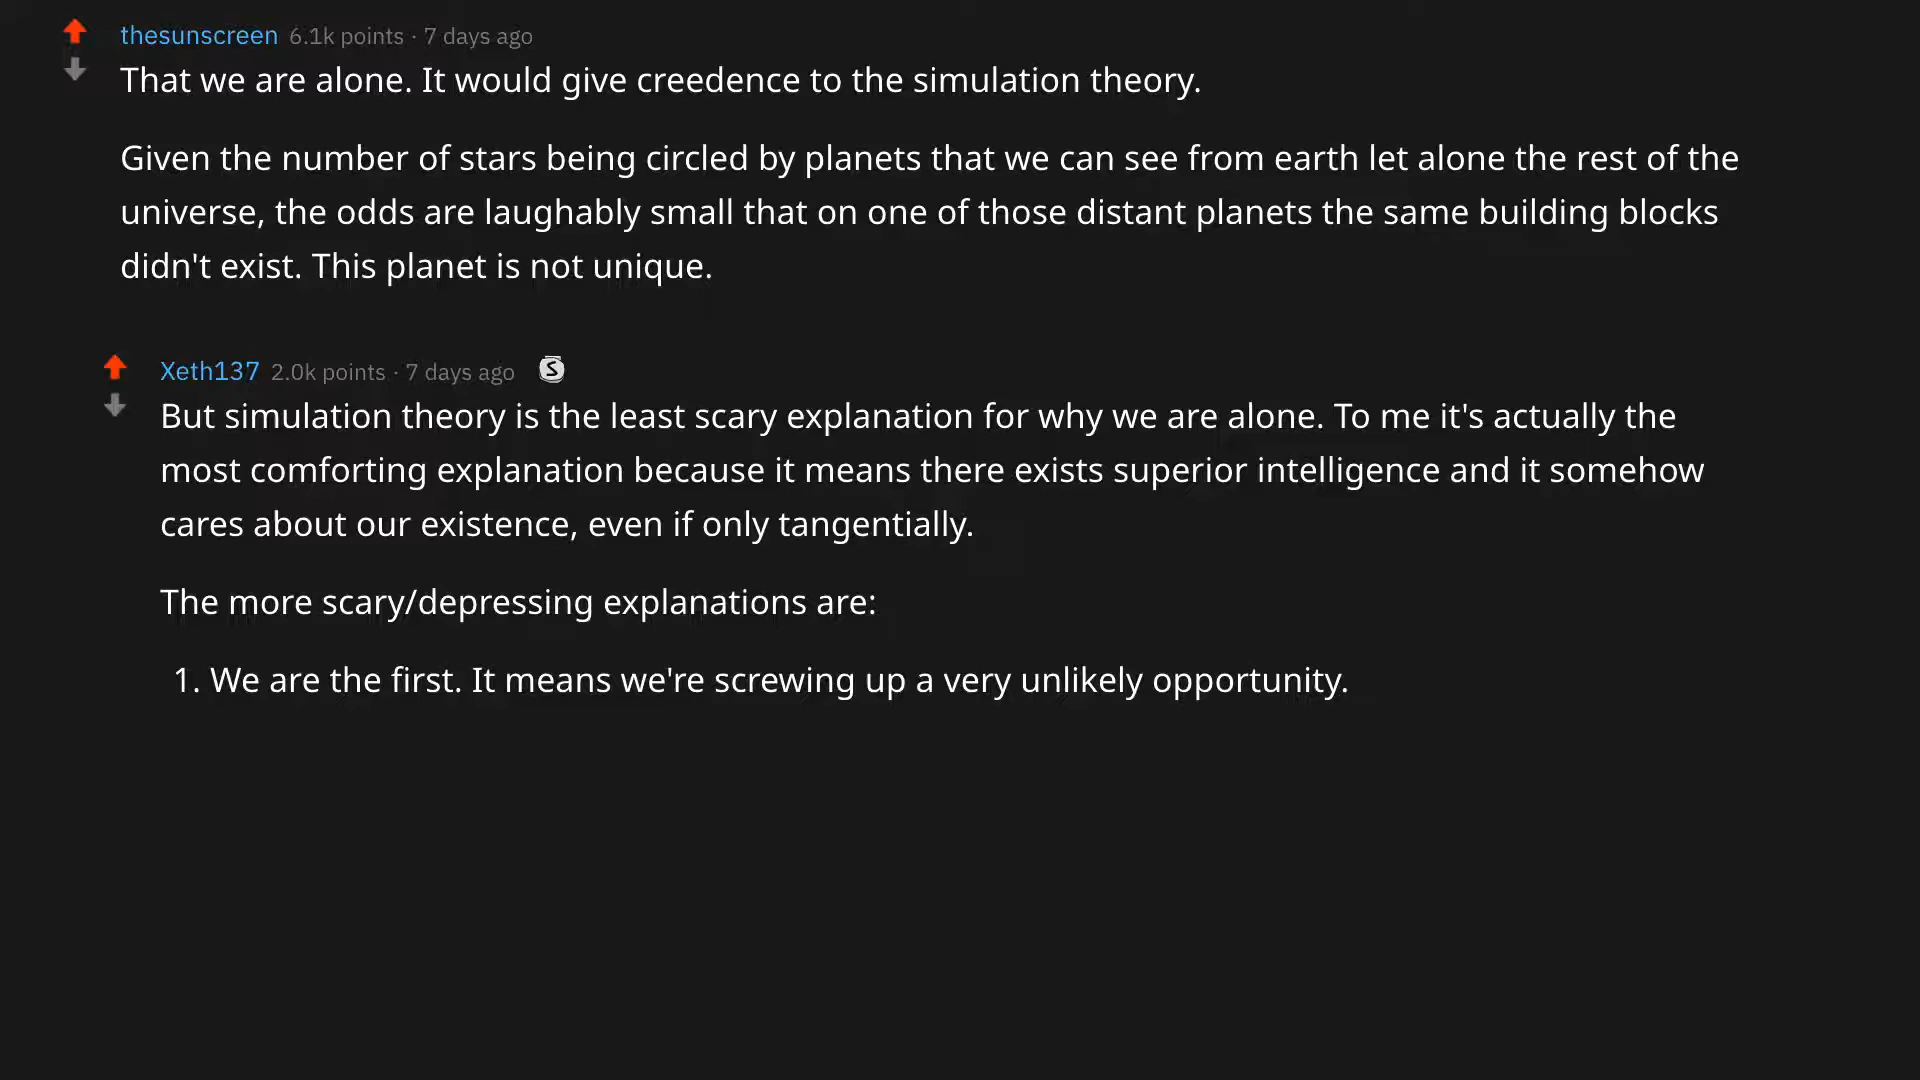 thesunscreen 6.1k points · 7 days ago
That we are alone. It would give creedence to the simulation theory.
Given the number of stars being circled by planets that we can see from earth let alone the rest of the
universe, the odds are laughably small that on one of those distant planets the same building blocks
didn't exist. This planet is not unique.
Xeth137 2.0k points · 7 days ago S
But simulation theory is the least scary explanation for why we are alone. To me it's actually the
most comforting explanation because it means there exists superior intelligence and it somehow
cares about our existence, even if only tangentially.
The more scary/depressing explanations are:
1. We are the first. It means we're screwing up a very unlikely opportunity.